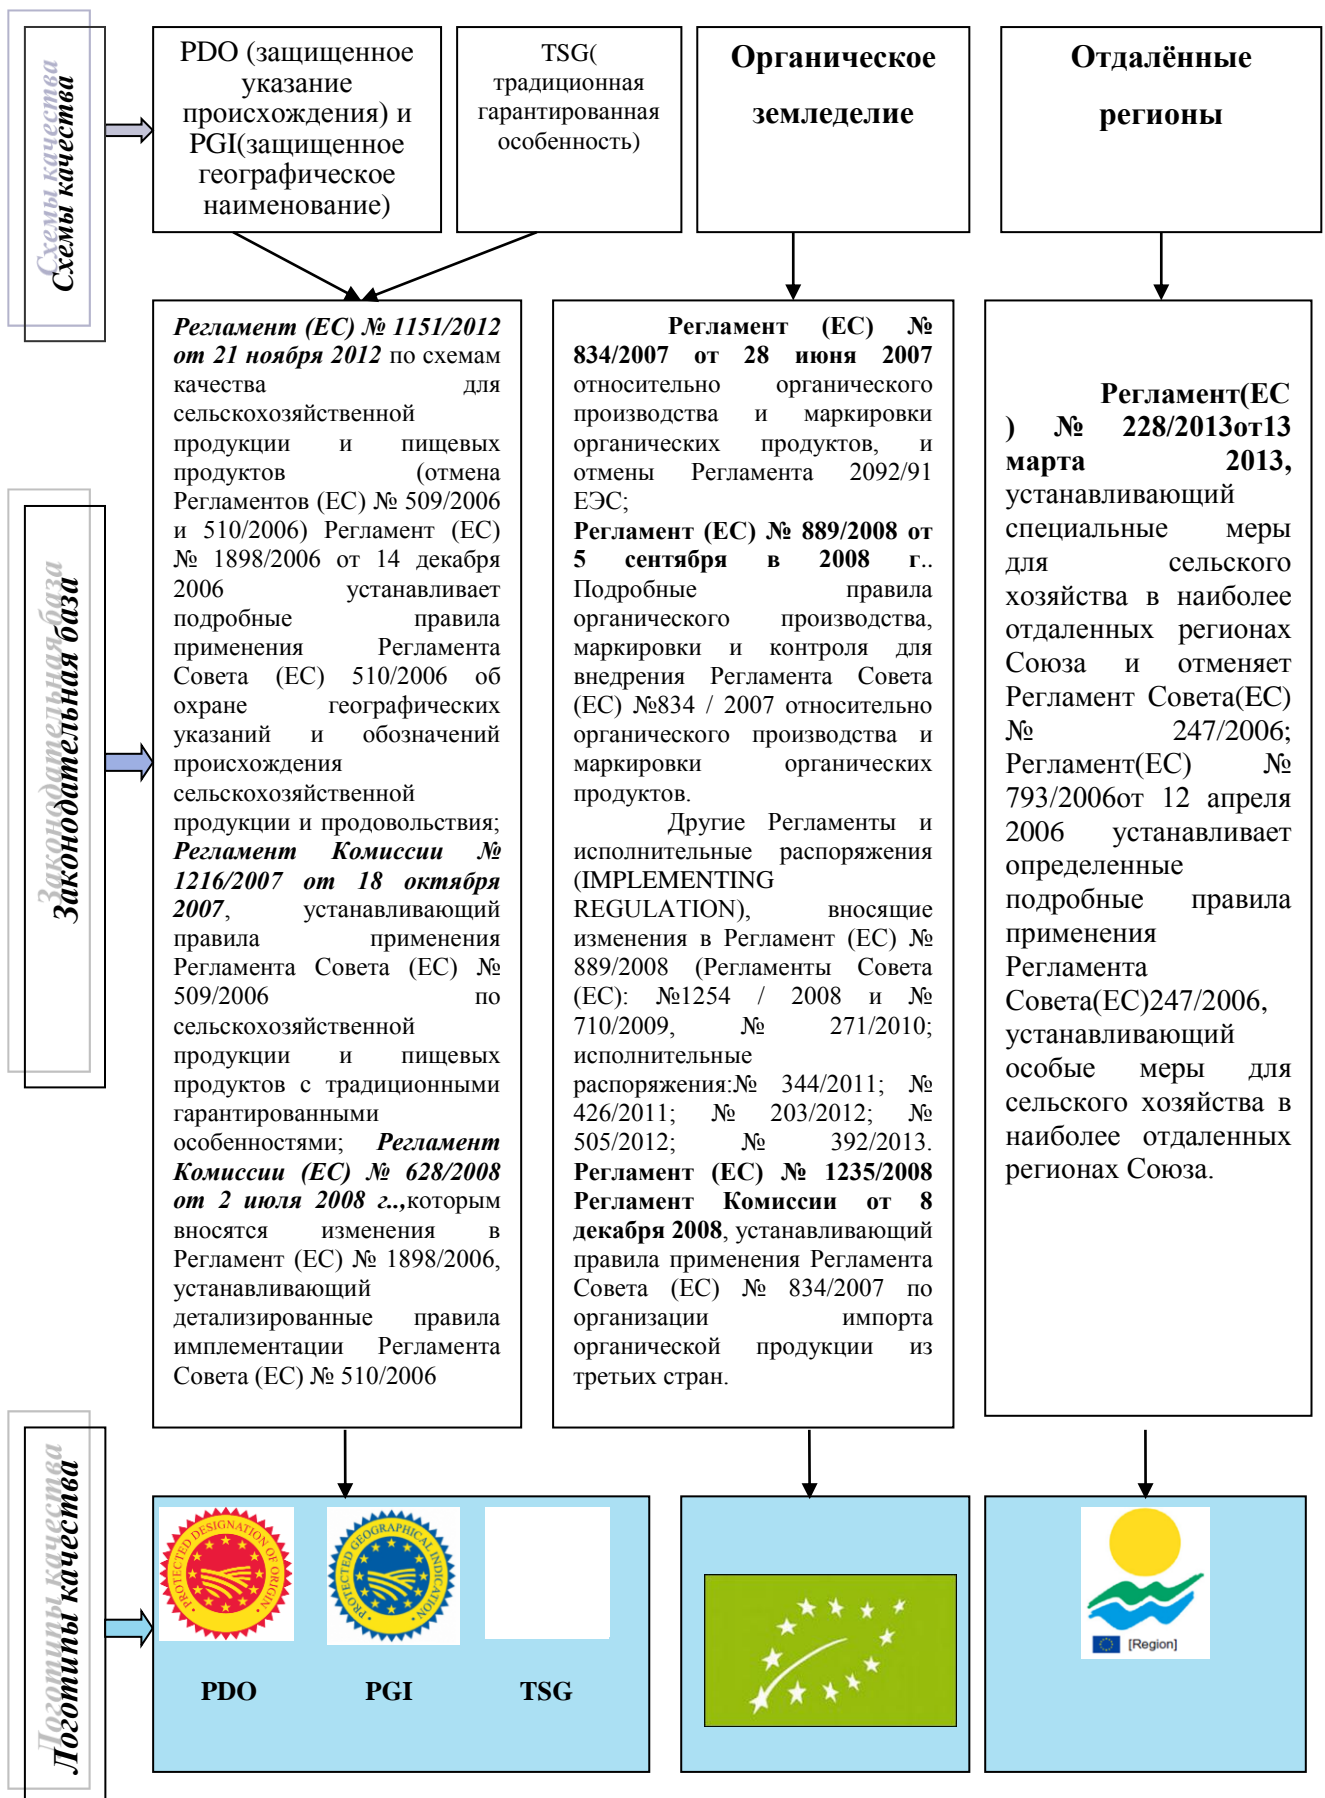 Схемы качества
PDO (защищенное
указание
происхождения) и
PGI(защищенное
географическое
наименование)
TSG(
традиционная
гарантированная
особенность)
Органическое
земледелие
Отдалённые
регионы
Законодательная база
Регламент (ЕС) № 1151/2012
от 21 ноября 2012 по схемам
качества для
сельскохозяйственной
продукции и пищевых
продуктов (отмена
Регламентов (ЕС) № 509/2006
и 510/2006) Регламент (ЕС)
№ 1898/2006 от 14 декабря
2006 устанавливает
подробные правила
применения Регламента
Совета (ЕС) 510/2006 об
охране географических
указаний и обозначений
происхождения
сельскохозяйственной
продукции и продовольствия;
Регламент Комиссии №
1216/2007 от 18 октября
2007, устанавливающий
правила применения
Регламента Совета (ЕС) №
509/2006 по
сельскохозяйственной
продукции и пищевых
продуктов с традиционными
гарантированными
особенностями; Регламент
Комиссии (ЕС) № 628/2008
от 2 июля 2008 г..,которым
вносятся изменения в
Регламент (ЕС) № 1898/2006,
устанавливающий
детализированные правила
имплементации Регламента
Совета (ЕС) № 510/2006
Регламент (ЕС) №
834/2007 от 28 июня 2007
относительно органического
производства и маркировки
органических продуктов, и
отмены Регламента 2092/91
ЕЭС;
Регламент (ЕС) № 889/2008 от
5 сентября в 2008 г..
Подробные правила
органического производства,
маркировки и контроля для
внедрения Регламента Совета
(ЕС) №834 / 2007 относительно
органического производства и
маркировки органических
продуктов.
Другие Регламенты и
исполнительные распоряжения
(IMPLEMENTING
REGULATION), вносящие
изменения в Регламент (ЕС) №
889/2008 (Регламенты Совета
(ЕС): №1254 / 2008 и №
710/2009, № 271/2010;
исполнительные
распоряжения:№ 344/2011; №
426/2011; № 203/2012; №
505/2012; № 392/2013.
Регламент (ЕС) № 1235/2008
Регламент Комиссии от 8
декабря 2008, устанавливающий
правила применения Регламента
Совета (ЕС) № 834/2007 по
организации импорта
органической продукции из
третьих стран.
Регламент(ЕС
) № 228/2013от13
марта 2013,
устанавливающий
специальные меры
для сельского
хозяйства в наиболее
отдаленных регионах
Союза и отменяет
Регламент Совета(ЕС)
№ 247/2006;
Регламент(ЕС) №
793/2006от 12 апреля
2006 устанавливает
определенные
подробные правила
применения
Регламента
Совета(ЕС)247/2006,
устанавливающий
особые меры для
сельского хозяйства в
наиболее отдаленных
регионах Союза.
Логотипы качества
PROTECTED DESIGNATION OF ORIGIN
PROTECTED GEOGRAPHICAL INDICATION
PDO PGI TSG
[Region]